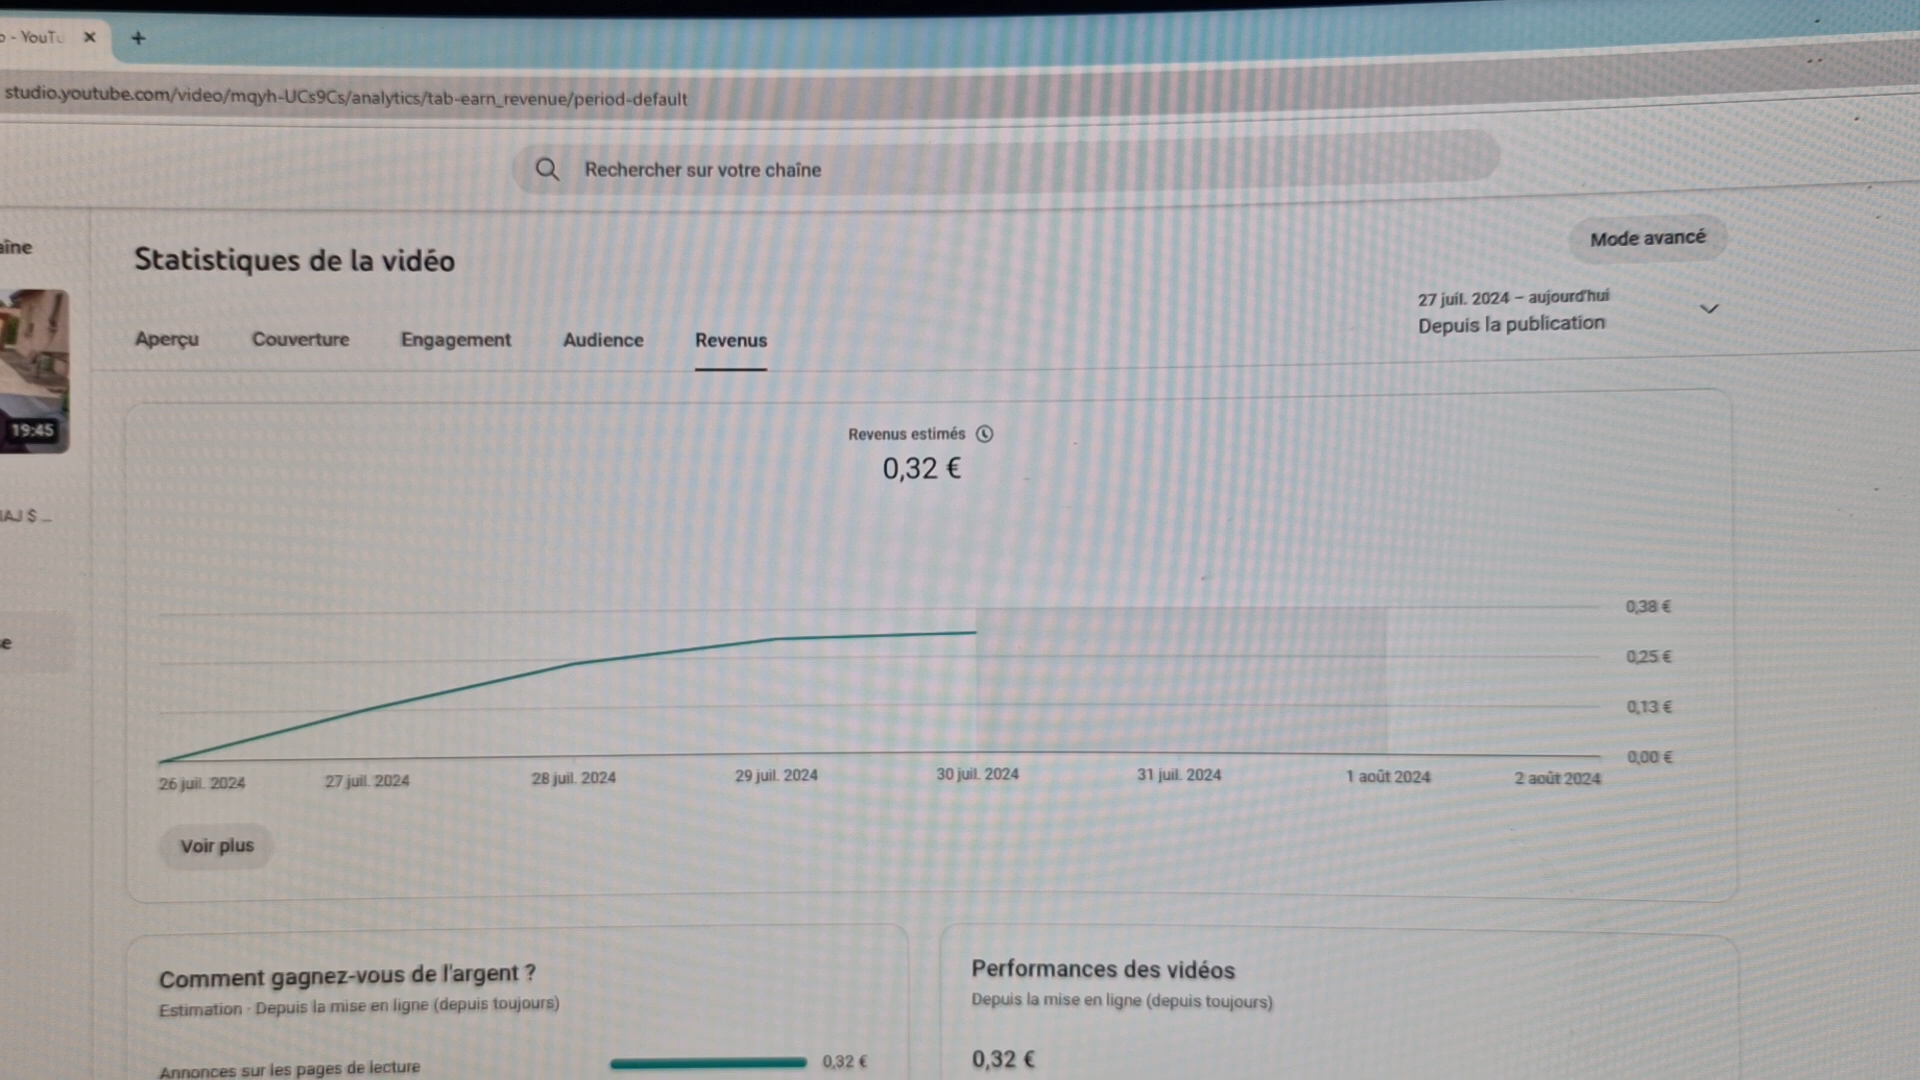 - YouTu
studio.youtube.com/video/mqyh-UCs9Cs/analytics/tab-earn_revenue/period-default
Rechercher sur votre chaîne
aîne
Statistiques de la vidéo
Mode avancé
27 juil. 2024 – aujourd'hui
Depuis la publication
Aperçu
Couverture
Engagement
Audience
Revenus
19:45
Revenus estimés
0,32 €
AJ $ ...
e
0,38 €
0,25 €
0,13 €
0,00 €
26 juil. 2024
27 juil. 2024
28 juil. 2024
29 juil. 2024
30 juil. 2024
31 juil. 2024
1 août 2024
2 août 2024
Voir plus
Comment gagnez-vous de l'argent ?
Estimation · Depuis la mise en ligne (depuis toujours)
Annonces sur les pages de lecture
0,32 €
Performances des vidéos
Depuis la mise en ligne (depuis toujours)
0,32 €